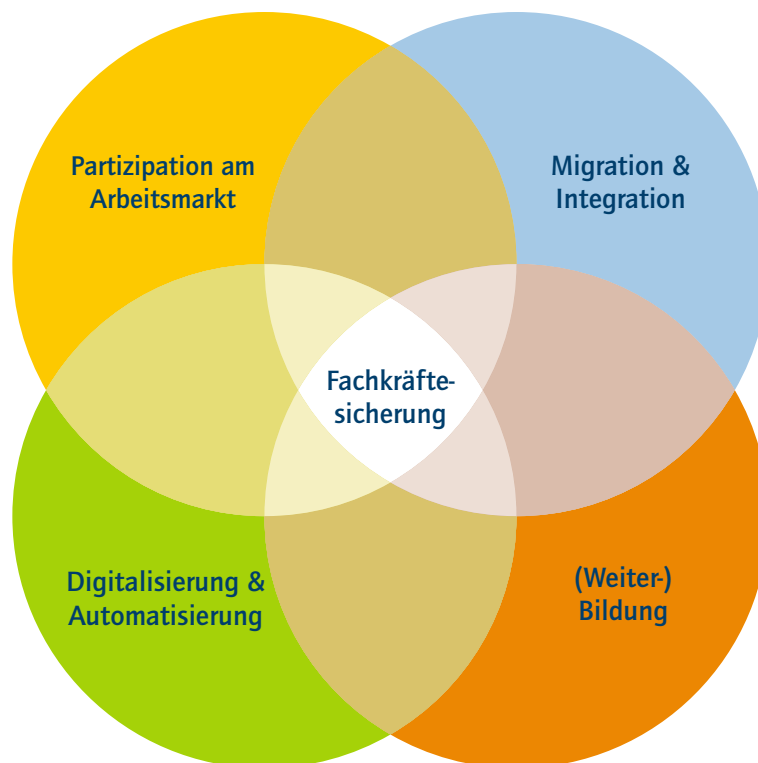 Partizipation am
Arbeitsmarkt
Migration &
Integration
Fachkräfte-
sicherung
Digitalisierung &
Automatisierung
(Weiter-)
Bildung